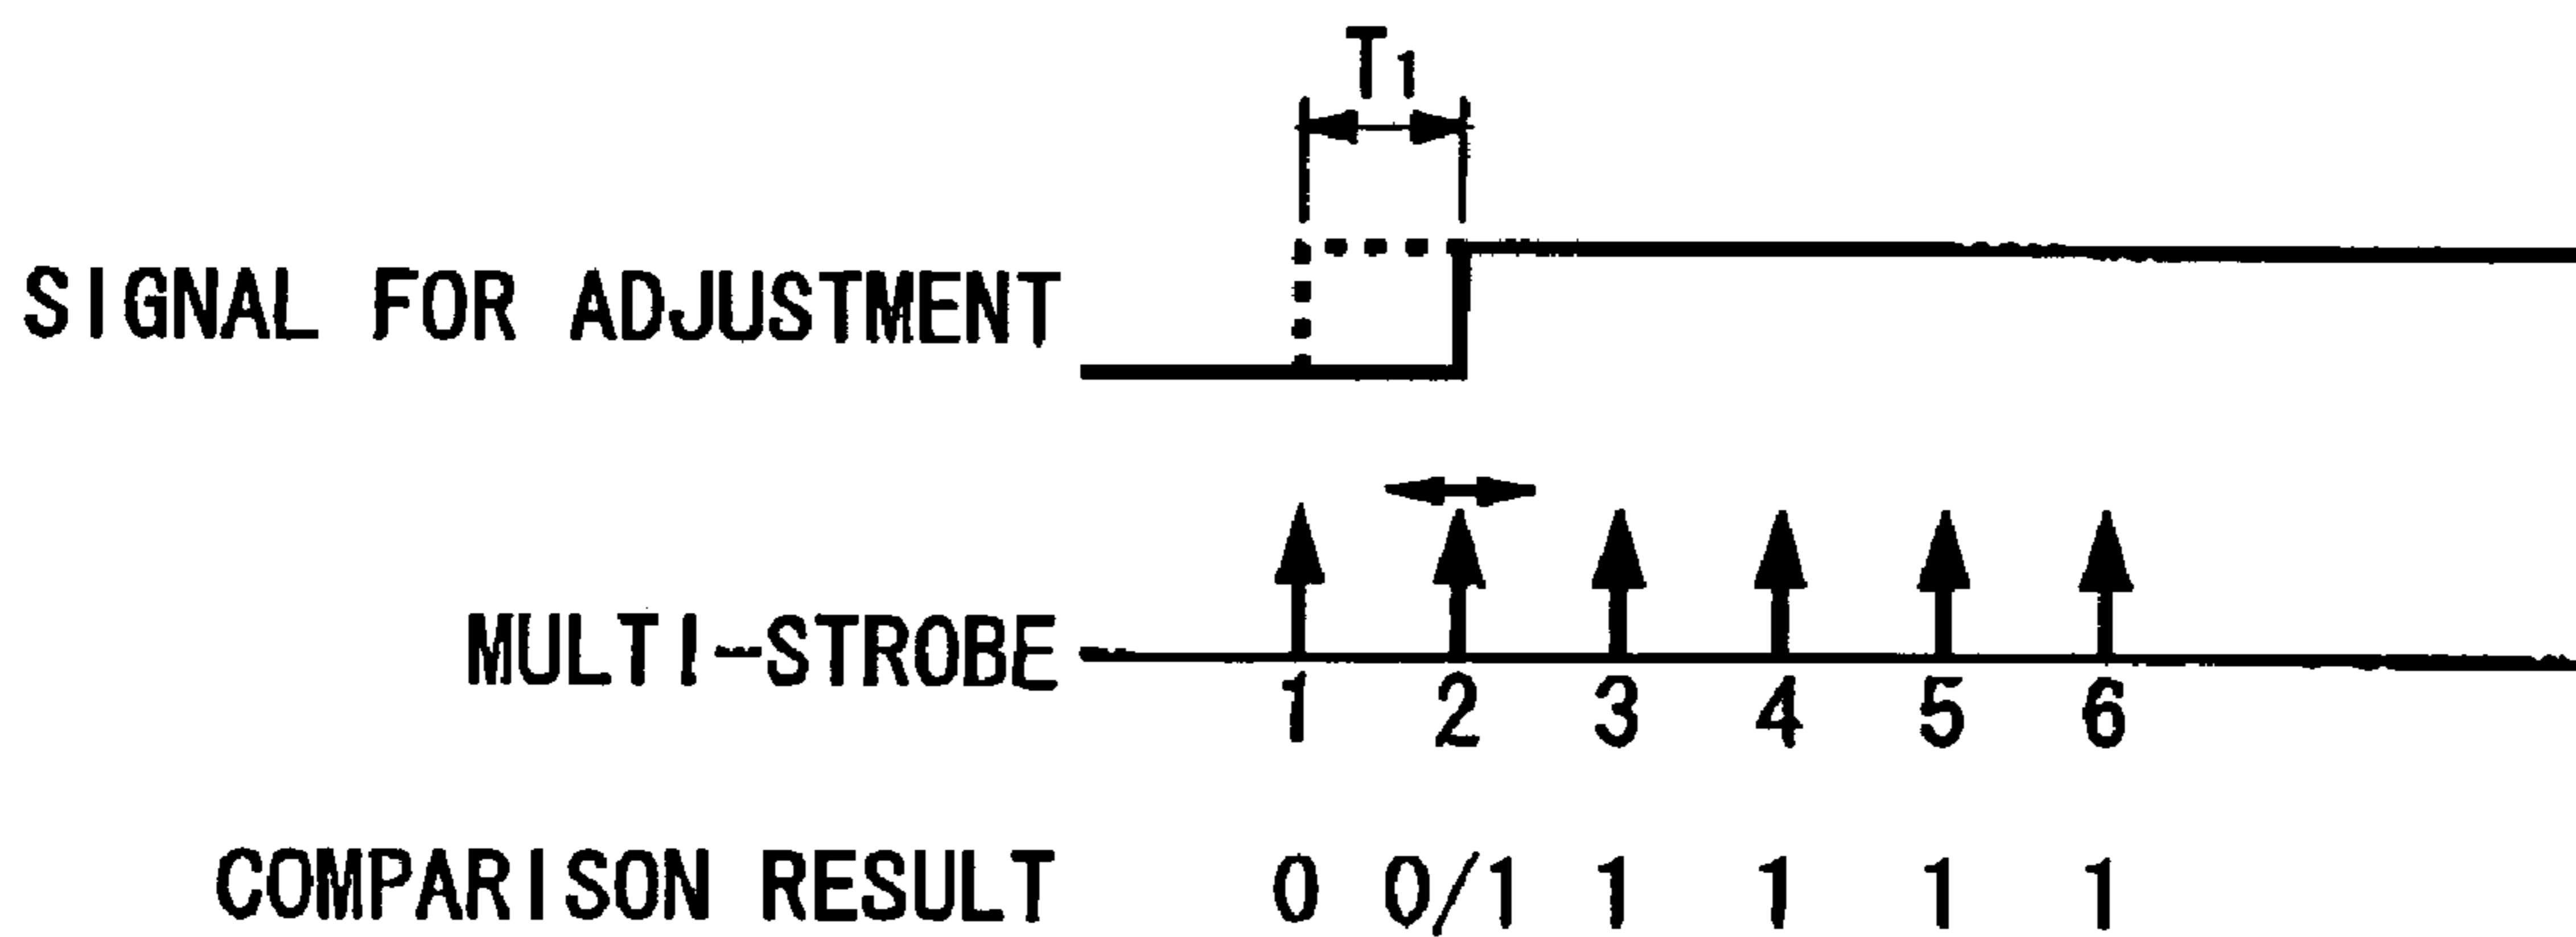 T1
SIGNAL FOR ADJUSTMENT
MULTI-STROBE
1 2 3 4 5 6
COMPARISON RESULT 0 0/1 1 1 1 1